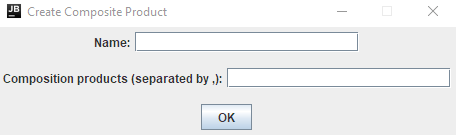 JB Create Composite Product
Name:
Composition products (separated by ,):
OK